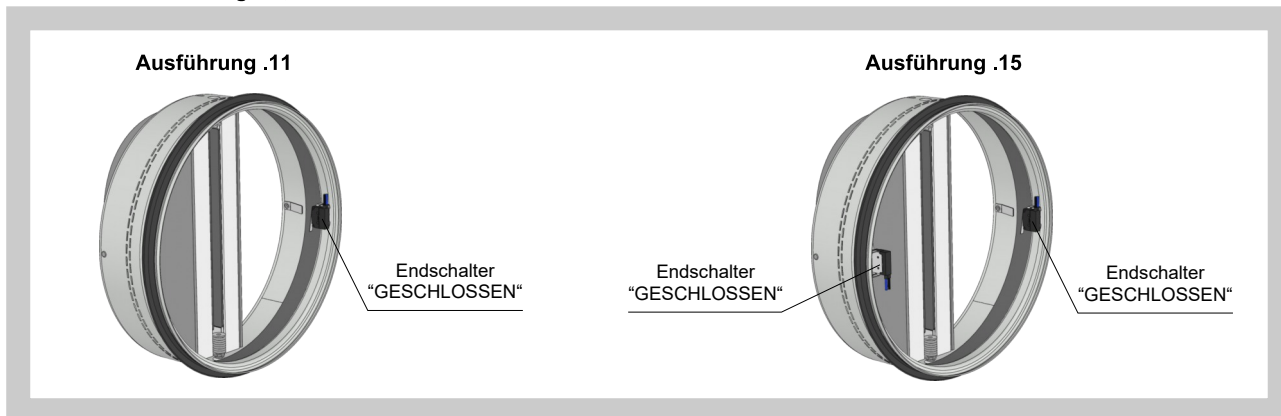 Ausführung .11
Ausführung .15
Endschalter
“GESCHLOSSEN“
Endschalter
“GESCHLOSSEN“
Endschalter
“GESCHLOSSEN“